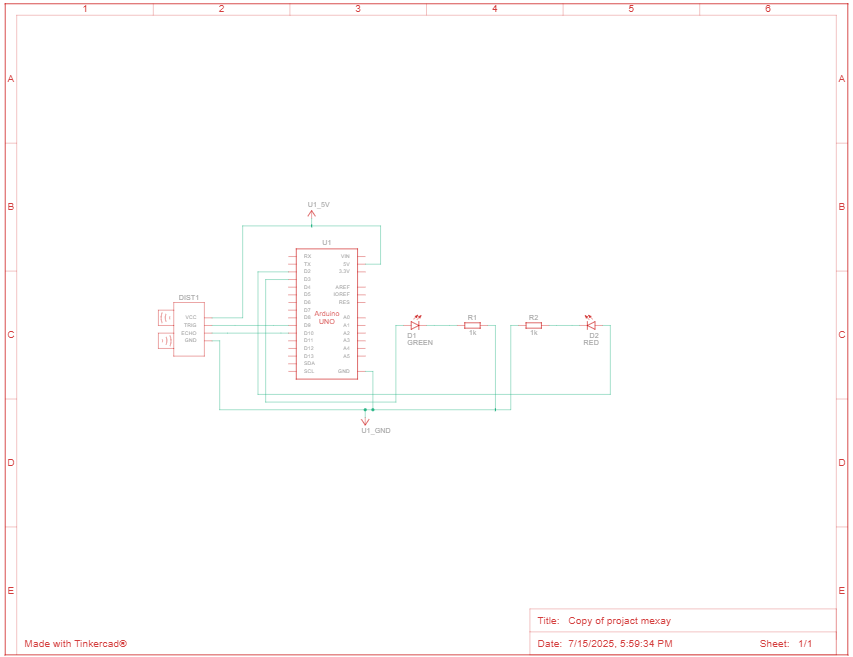 1 2 3 4 5 6
A A
B B
U1_5V
U1
DIST1
VCC
TRIG
ECHO
GND
RX VIN
TX 5V
D2 3.3V
D3
D4 AREF
D5 IOREF
D6 RES
D7
D8 A0
D9 A1
D10 A2
D11 A3
D12 A4
D13 A5
SDA
SCL GND
Arduino
UNO
C C
D1
GREEN
R1
1k
R2
1k
D2
RED
U1_GND
D D
E E
Title: Copy of projact mexay
Made with Tinkercad®
Date: 7/15/2025, 5:59:34 PM Sheet: 1/1